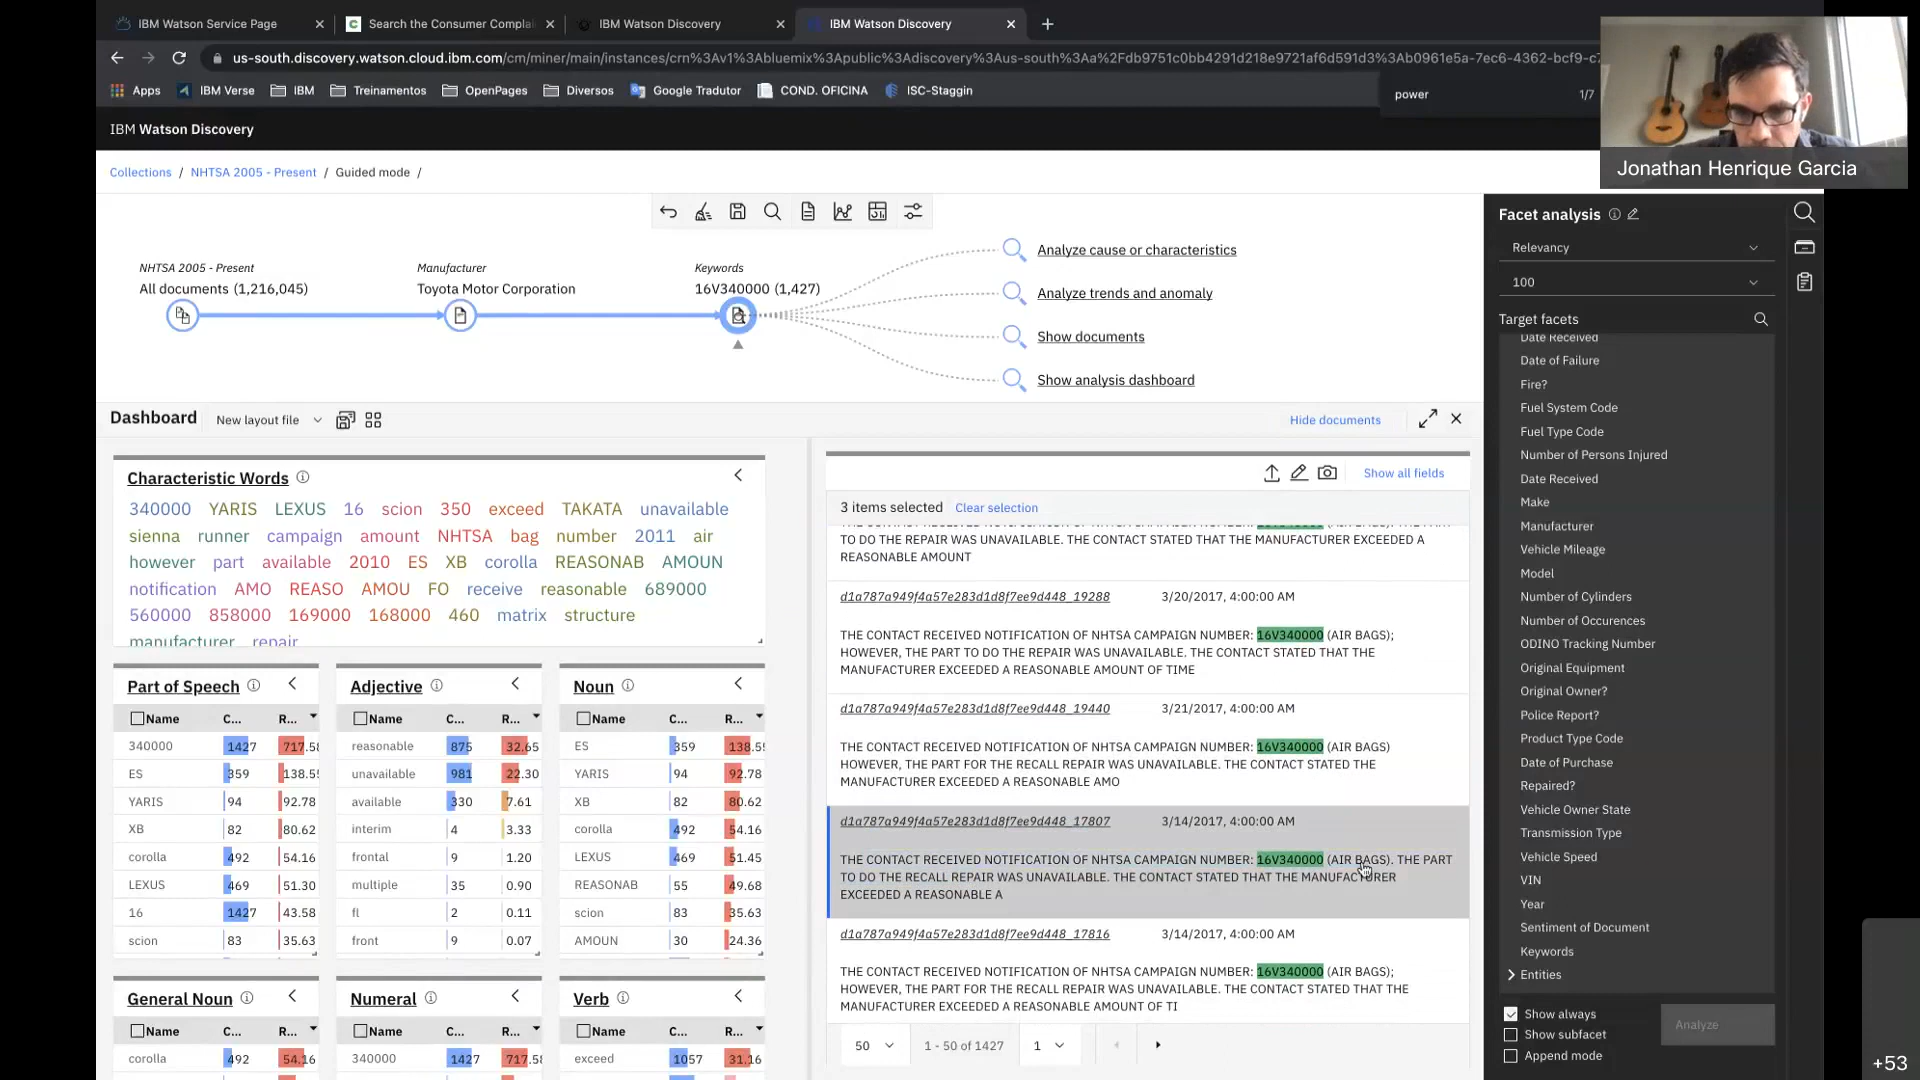 IBM Watson Service Page
Search the Consumer Complai
IBM Watson Discovery
IBM Watson Discovery
us-south.discovery.watson.cloud.ibm.com/cm/miner/main/instances/crn%3Av1%3Abluemix%3Apublic%3Adiscovery%3Aus-south%3Aa%2Fdb9751c0bb4291d218e9721af6d591d3%3Ab0961e5a-7ec6-4362-bcf9-c7
Apps
IBM Verse
IBM
Treinamentos
OpenPages
Diversos
Google Tradutor
COND. OFICINA
ISC-Staggin
power
1/7
Jonathan Henrique Garcia
IBM Watson Discovery
Collections / NHTSA 2005 - Present / Guided mode /
NHTSA 2005 - Present
All documents (1,216,045)
Manufacturer
Toyota Motor Corporation
Keywords
16V340000 (1,427)
Analyze cause or characteristics
Analyze trends and anomaly
Show documents
Show analysis dashboard
Dashboard
New layout file
Hide documents
Characteristic Words
340000 YARIS LEXUS 16 scion 350 exceed TAKATA unavailable
sienna runner campaign amount NHTSA bag number 2011 air
however part available 2010 ES XB corolla REASONAB AMOUN
notification AMO REASO AMOU FO receive reasonable 689000
560000 858000 169000 168000 460 matrix structure
manufacturer repair
Part of Speech
Name C... R...
340000 1427 717.58
ES 359 138.55
YARIS 94 92.78
XB 82 80.62
corolla 492 54.16
LEXUS 469 51.30
16 1427 43.58
scion 83 35.63
Adjective
Name C... R...
reasonable 875 32.65
unavailable 981 22.30
available 330 7.61
interim 4 3.33
frontal 9 1.20
multiple 35 0.90
fl 2 0.11
front 9 0.07
Noun
Name C... R...
ES 359 138.55
YARIS 94 92.78
XB 82 80.62
corolla 492 54.16
LEXUS 469 51.45
REASONAB 55 49.68
scion 83 35.63
AMOUN 30 24.36
General Noun
Name C... R...
corolla 492 54.16
Numeral
Name C... R...
340000 1427 717.58
Verb
Name C... R...
exceed 1057 31.16
Show all fields
3 items selected Clear selection
TO DO THE REPAIR WAS UNAVAILABLE. THE CONTACT STATED THAT THE MANUFACTURER EXCEEDED A
REASONABLE AMOUNT
d1a787a949f4a57e283d1d8f7ee9d448_19288 3/20/2017, 4:00:00 AM
THE CONTACT RECEIVED NOTIFICATION OF NHTSA CAMPAIGN NUMBER: 16V340000 (AIR BAGS);
HOWEVER, THE PART TO DO THE REPAIR WAS UNAVAILABLE. THE CONTACT STATED THAT THE
MANUFACTURER EXCEEDED A REASONABLE AMOUNT OF TIME
d1a787a949f4a57e283d1d8f7ee9d448_19440 3/21/2017, 4:00:00 AM
THE CONTACT RECEIVED NOTIFICATION OF NHTSA CAMPAIGN NUMBER: 16V340000 (AIR BAGS)
HOWEVER, THE PART FOR THE RECALL REPAIR WAS UNAVAILABLE. THE CONTACT STATED THE
MANUFACTURER EXCEEDED A REASONABLE AMO
d1a787a949f4a57e283d1d8f7ee9d448_17807 3/14/2017, 4:00:00 AM
THE CONTACT RECEIVED NOTIFICATION OF NHTSA CAMPAIGN NUMBER: 16V340000 (AIR BAGS). THE PART
TO DO THE RECALL REPAIR WAS UNAVAILABLE. THE CONTACT STATED THAT THE MANUFACTURER
EXCEEDED A REASONABLE A
d1a787a949f4a57e283d1d8f7ee9d448_17816 3/14/2017, 4:00:00 AM
THE CONTACT RECEIVED NOTIFICATION OF NHTSA CAMPAIGN NUMBER: 16V340000 (AIR BAGS);
HOWEVER, THE PART FOR THE RECALL REPAIR WAS UNAVAILABLE. THE CONTACT STATED THAT THE
MANUFACTURER EXCEEDED A REASONABLE AMOUNT OF TI
50 1 - 50 of 1427 1
Facet analysis
Relevancy
100
Target facets
Date Received
Date of Failure
Fire?
Fuel System Code
Fuel Type Code
Number of Persons Injured
Date Received
Make
Manufacturer
Vehicle Mileage
Model
Number of Cylinders
Number of Occurences
ODINO Tracking Number
Original Equipment
Original Owner?
Police Report?
Product Type Code
Date of Purchase
Repaired?
Vehicle Owner State
Transmission Type
Vehicle Speed
VIN
Year
Sentiment of Document
Keywords
Entities
Show always
Show subfacet
Append mode
Analyze
+53